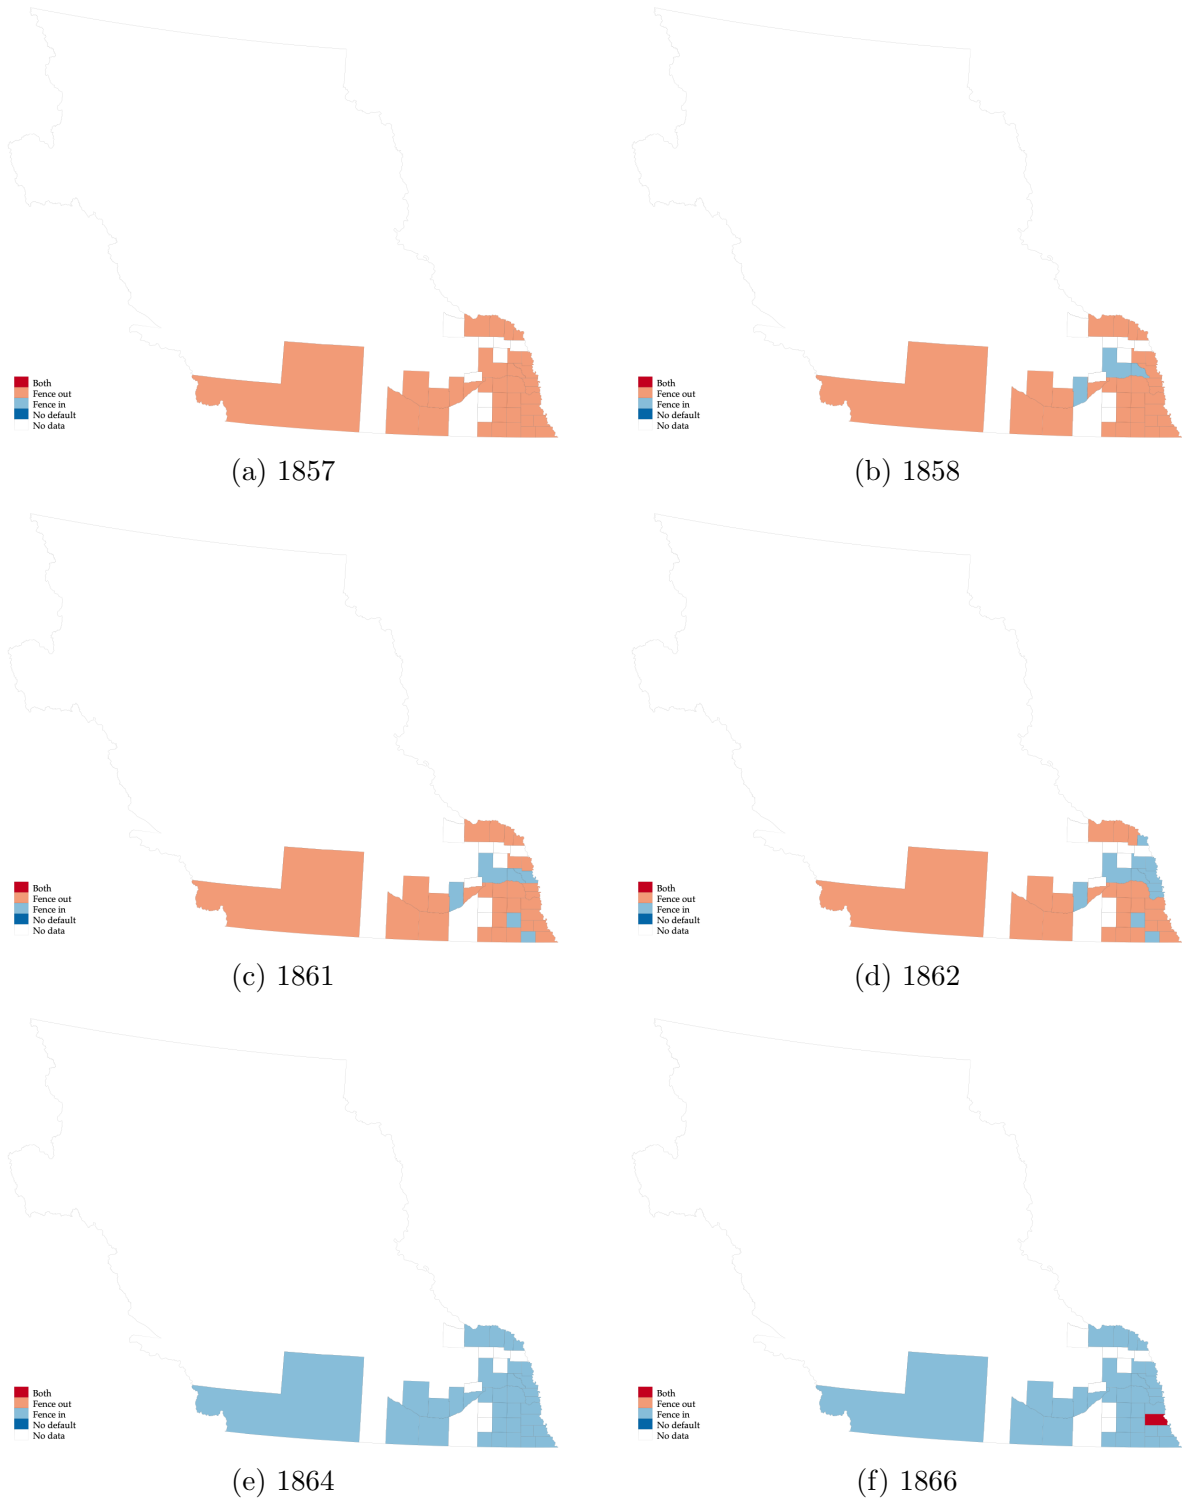 Both
Fence out
Fence in
No default
No data
Both
Fence out
Fence in
No default
No data
(a) 1857
(b) 1858
Both
Fence out
Fence in
No default
No data
Both
Fence out
Fence in
No default
No data
(c) 1861
(d) 1862
Both
Fence out
Fence in
No default
No data
Both
Fence out
Fence in
No default
No data
(e) 1864
(f) 1866